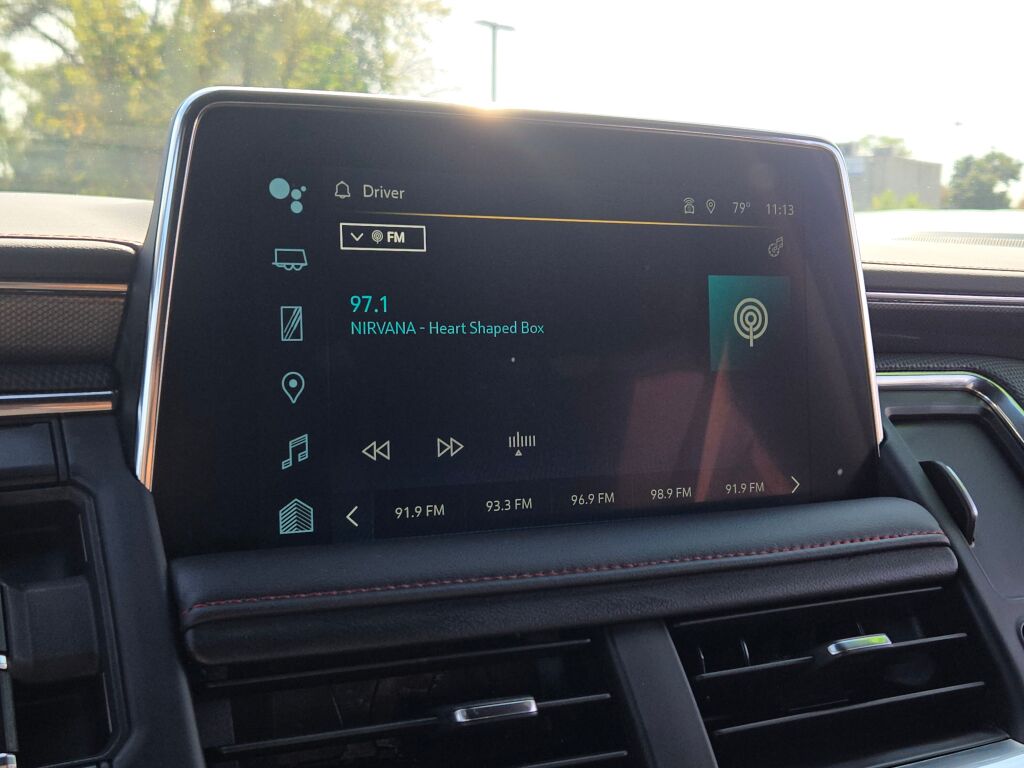 Driver
79° 11:13
FM
97.1
NIRVANA - Heart Shaped Box
91.9 FM 93.3 FM 96.9 FM 98.9 FM 91.9 FM